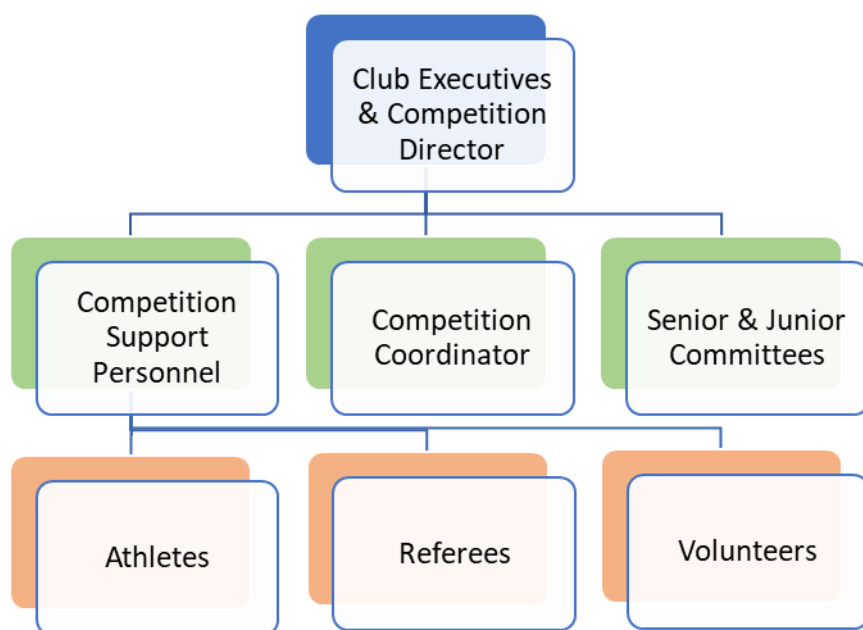 Club Executives
& Competition
Director
Competition
Support
Personnel
Competition
Coordinator
Senior & Junior
Committees
Athletes
Referees
Volunteers